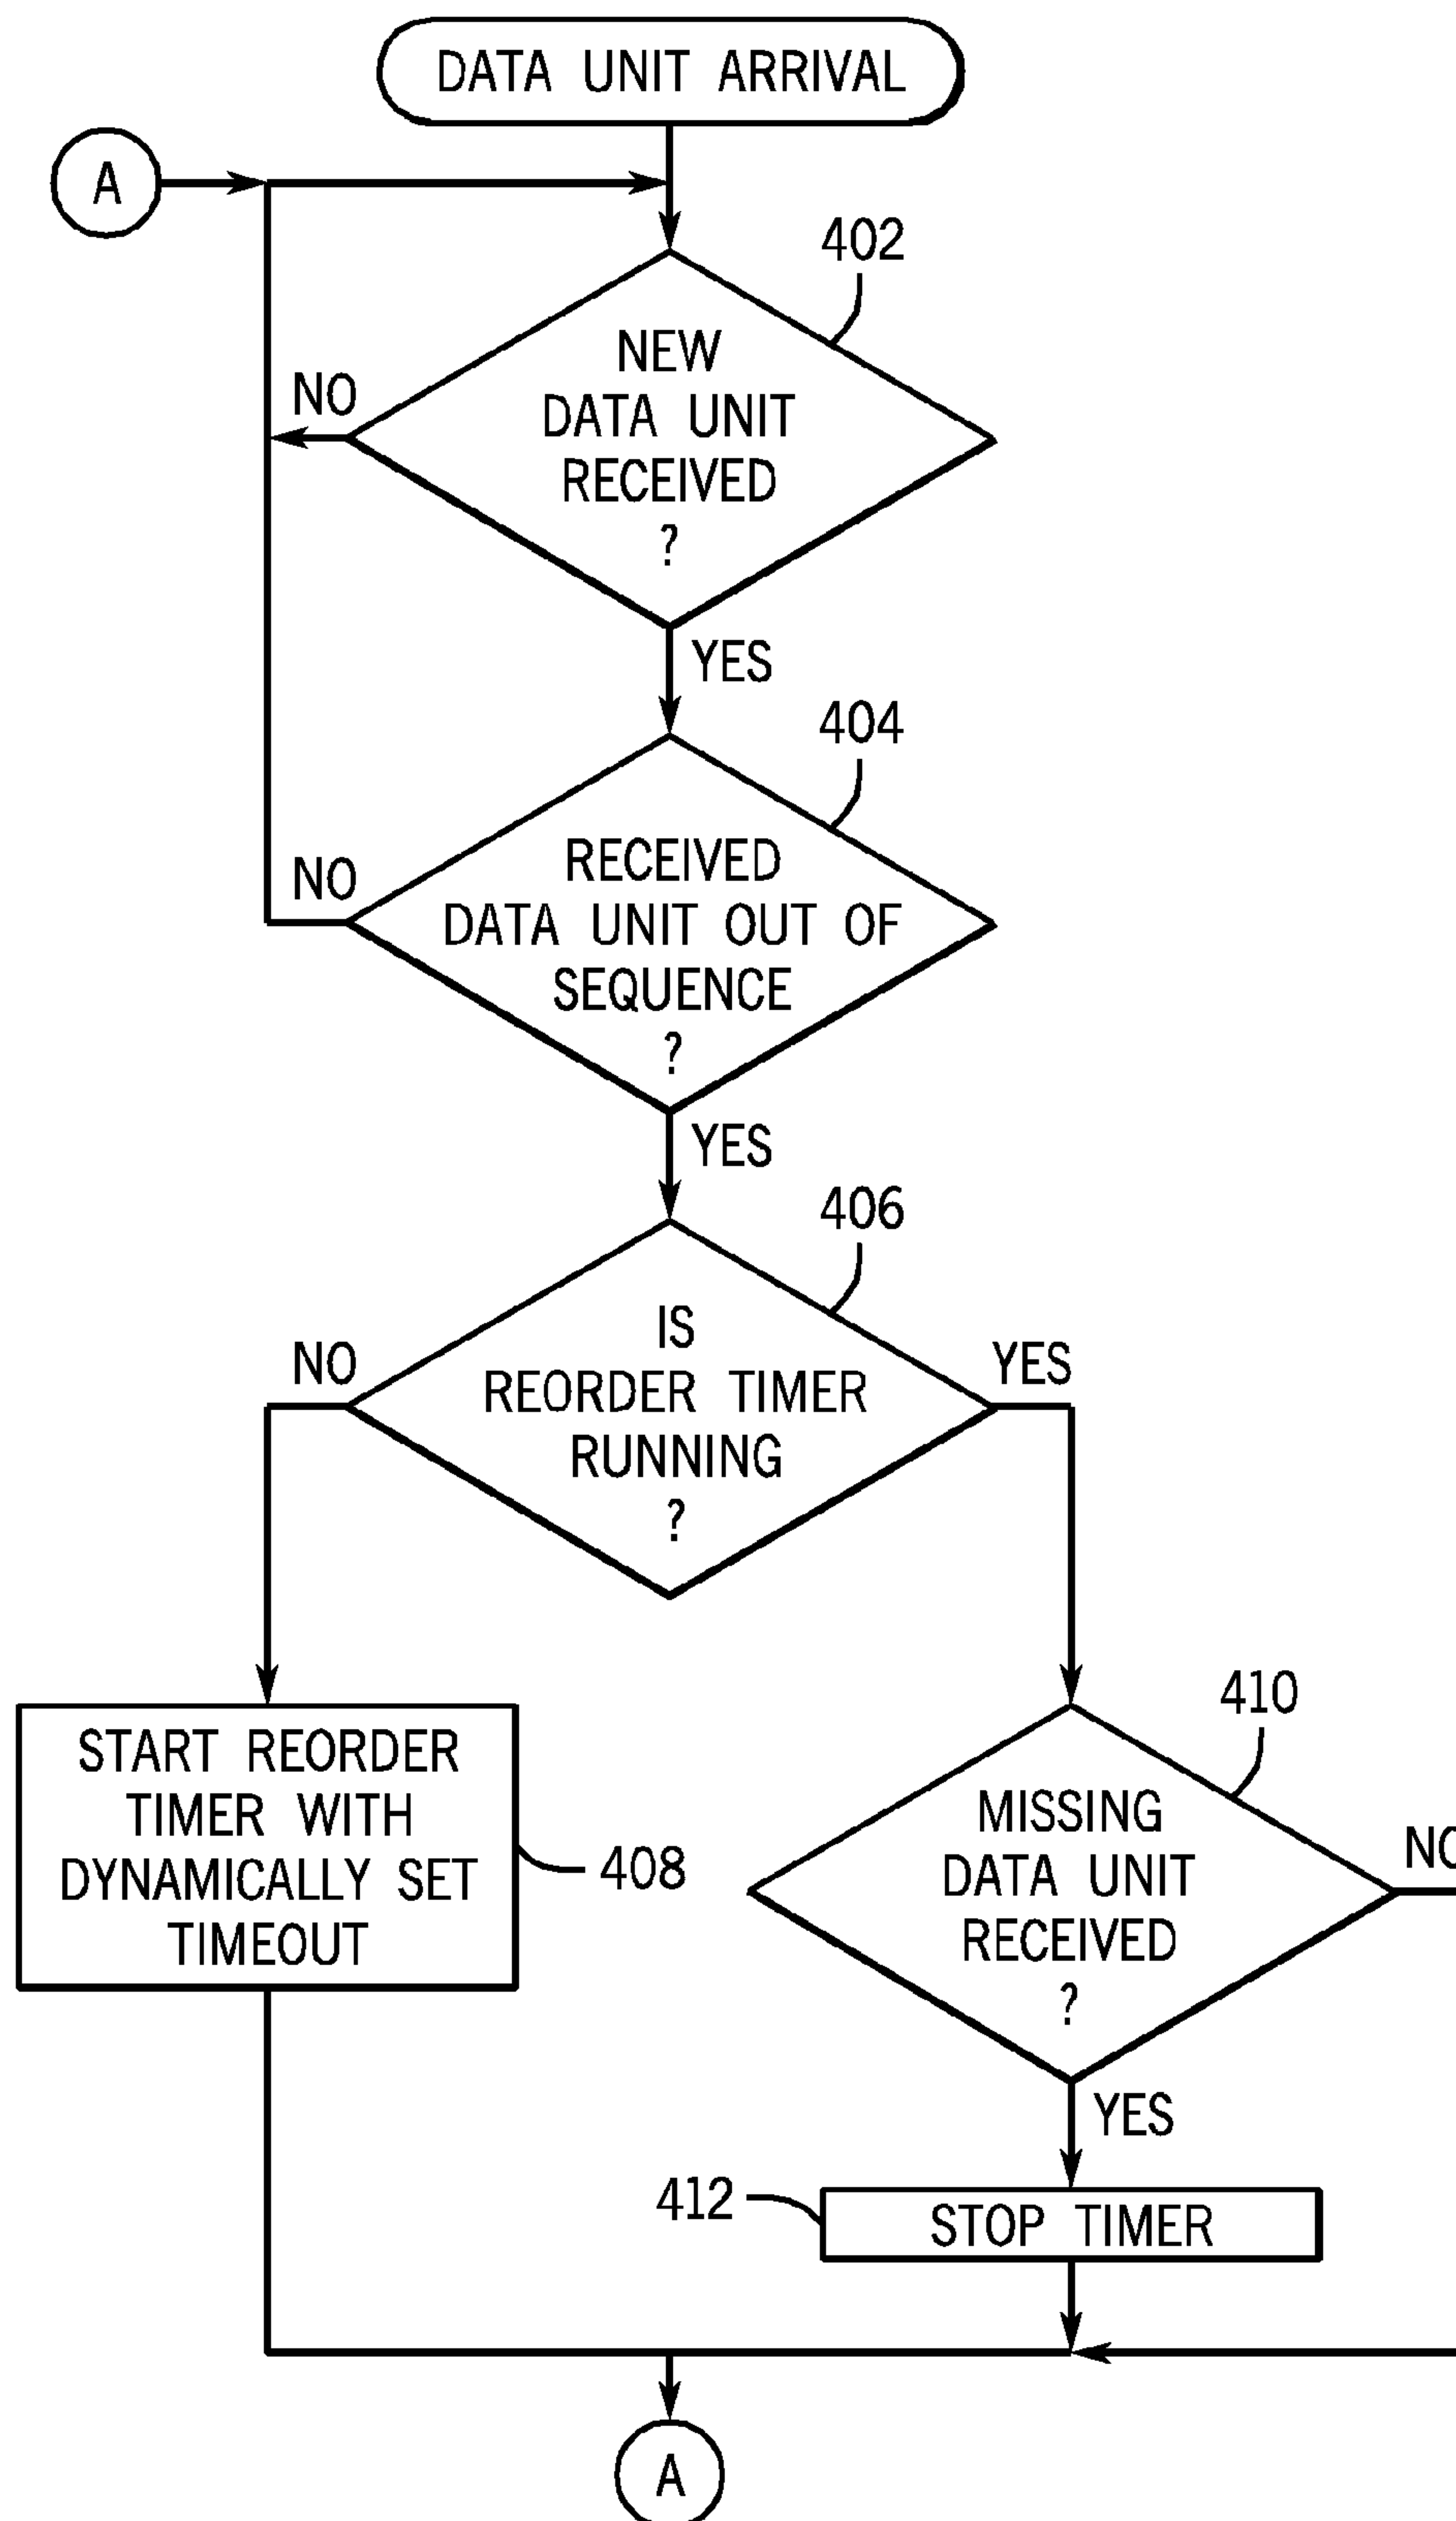 DATA UNIT ARRIVAL
A
402
NEW
DATA UNIT
RECEIVED
?
NO
YES
404
RECEIVED
DATA UNIT OUT OF
SEQUENCE
?
NO
YES
406
IS
REORDER TIMER
RUNNING
?
NO
YES
START REORDER
TIMER WITH
DYNAMICALLY SET
TIMEOUT
408
410
MISSING
DATA UNIT
RECEIVED
?
NO
YES
412
STOP TIMER
A